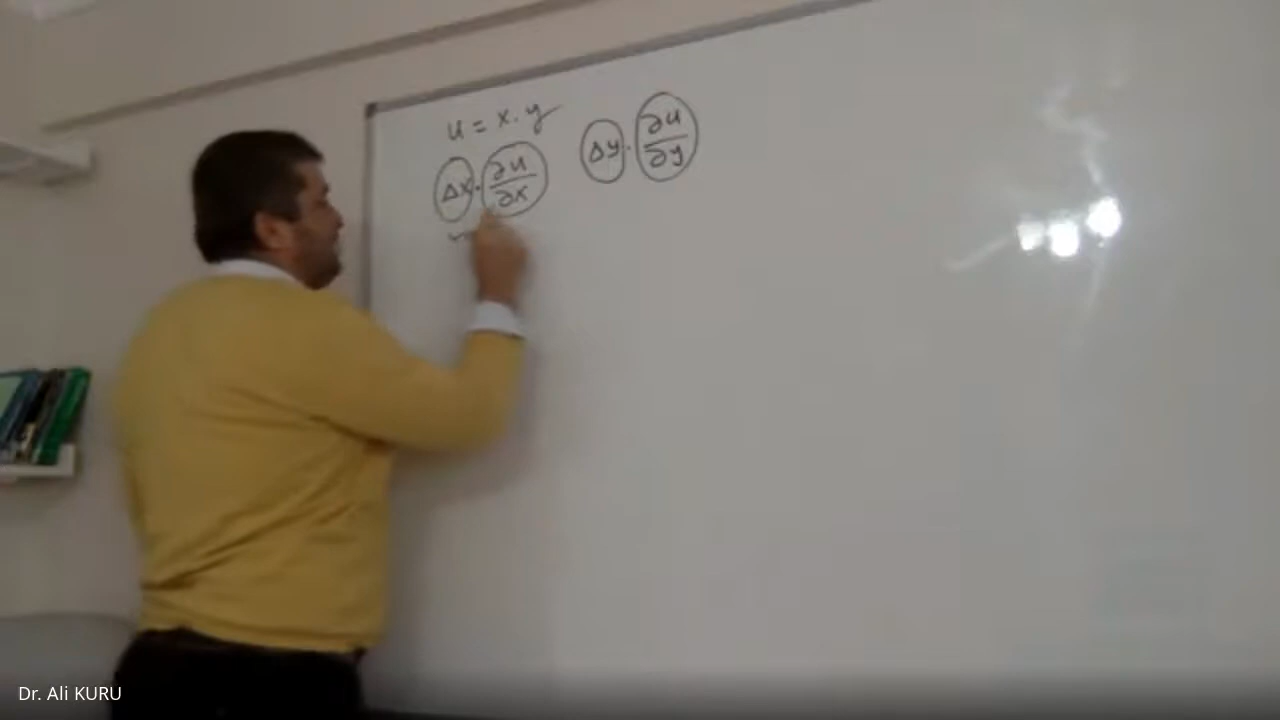 u = x.y
Δx.∂u/∂x Δy.∂u/∂y
Dr. Ali KURU